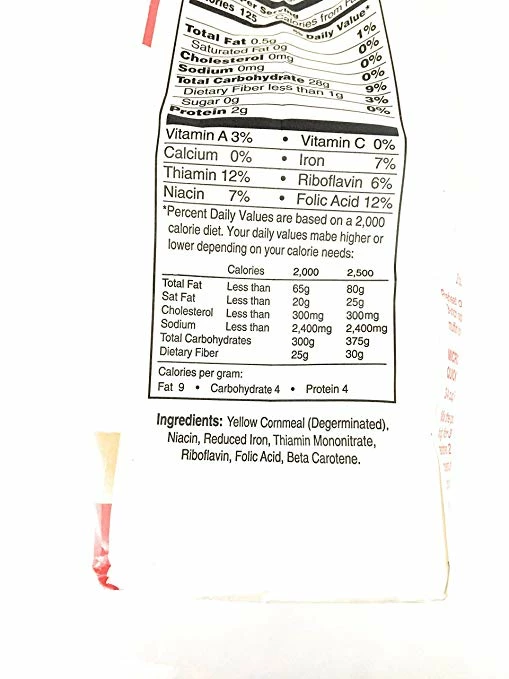 Calories 125 Calories from
% Daily Value*
Total Fat 0.5g 1%
Saturated Fat 0g 0%
Cholesterol 0mg 0%
Sodium 0mg 0%
Total Carbohydrate 28g 9%
Dietary Fiber less than 1g 3%
Sugar 0g
Protein 2g 0%
Vitamin A 3% • Vitamin C 0%
Calcium 0% • Iron 7%
Thiamin 12% • Riboflavin 6%
Niacin 7% • Folic Acid 12%
*Percent Daily Values are based on a 2,000
calorie diet. Your daily values mabe higher or
lower depending on your calorie needs:
Calories 2,000 2,500
Total Fat Less than 65g 80g
Sat Fat Less than 20g 25g
Cholesterol Less than 300mg 300mg
Sodium Less than 2,400mg 2,400mg
Total Carbohydrates 300g 375g
Dietary Fiber 25g 30g
Calories per gram:
Fat 9 • Carbohydrate 4 • Protein 4
Ingredients: Yellow Cornmeal (Degerminated),
Niacin, Reduced Iron, Thiamin Mononitrate,
Riboflavin, Folic Acid, Beta Carotene.